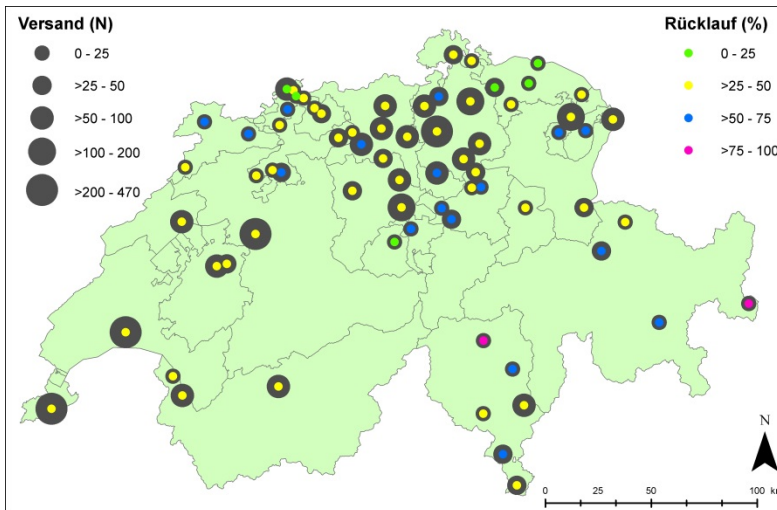 Versand (N)
0 - 25
>25 - 50
>50 - 100
>100 - 200
>200 - 470
Rücklauf (%)
0 - 25
>25 - 50
>50 - 75
>75 - 100
N
0 25 50 100 km